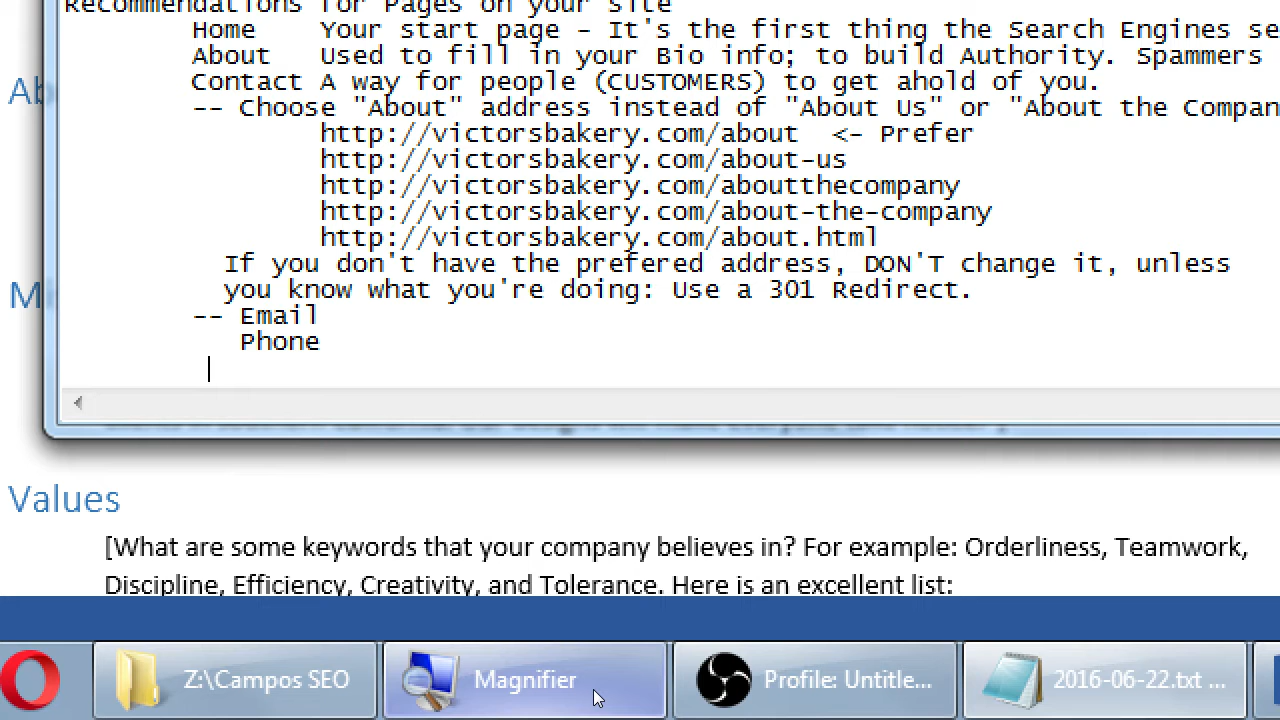 Recommendations for Pages on your site
Home Your start page - It's the first thing the Search Engines se
About Used to fill in your Bio info; to build Authority. Spammers
Contact A way for people (CUSTOMERS) to get ahold of you.
-- Choose "About" address instead of "About Us" or "About the Compan
http://victorsbakery.com/about <- Prefer
http://victorsbakery.com/about-us
http://victorsbakery.com/aboutthecompany
http://victorsbakery.com/about-the-company
http://victorsbakery.com/about.html
If you don't have the prefered address, DON'T change it, unless
you know what you're doing: Use a 301 Redirect.
-- Email
Phone
Ab
Mi
Values
[What are some keywords that your company believes in? For example: Orderliness, Teamwork,
Discipline, Efficiency, Creativity, and Tolerance. Here is an excellent list:
Z:\Campos SEO
Magnifier
Profile: Untitle...
2016-06-22.txt ...